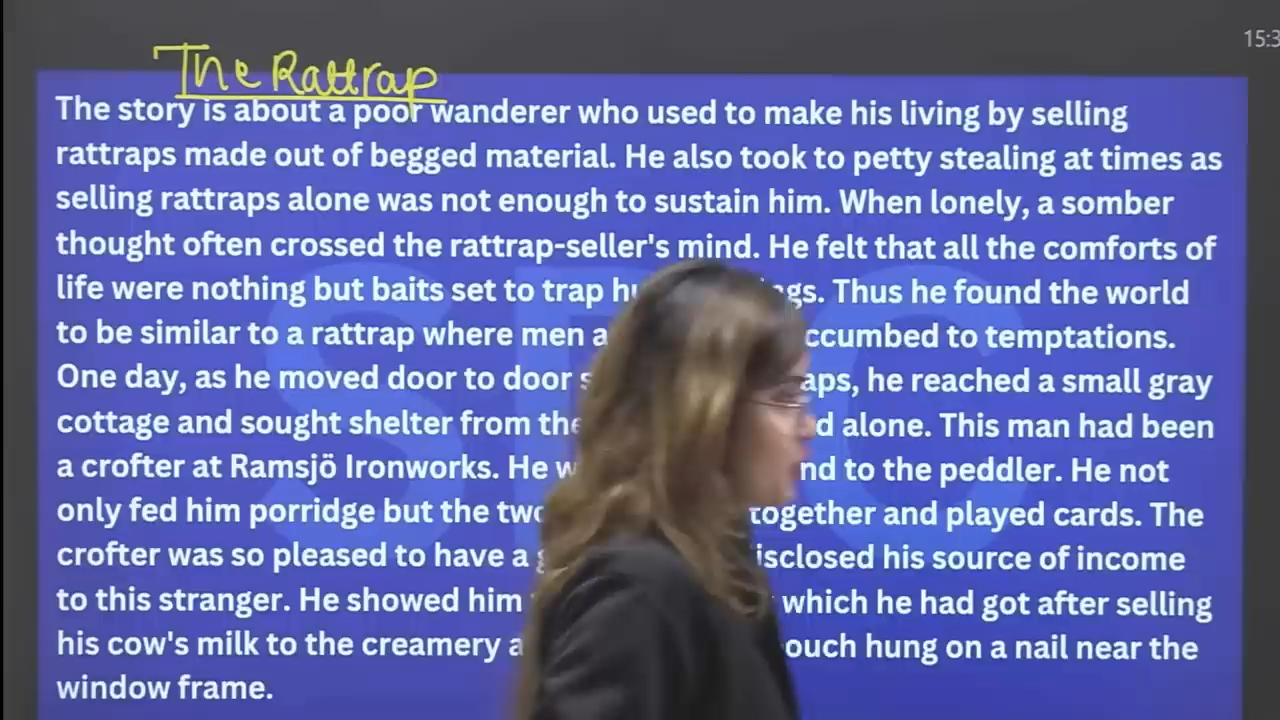 15:3
The Rattrap
The story is about a poor wanderer who used to make his living by selling
rattraps made out of begged material. He also took to petty stealing at times as
selling rattraps alone was not enough to sustain him. When lonely, a somber
thought often crossed the rattrap-seller's mind. He felt that all the comforts of
life were nothing but baits set to trap . Thus he found the world
to be similar to a rattrap where men to temptations.
One day, as he moved door to door he reached a small gray
cottage and sought shelter from alone. This man had been
a crofter at Ramsjö Ironworks. He to the peddler. He not
only fed him porridge but the together and played cards. The
crofter was so pleased to have a his source of income
to this stranger. He showed him which he had got after selling
his cow's milk to the creamery hung on a nail near the
window frame.